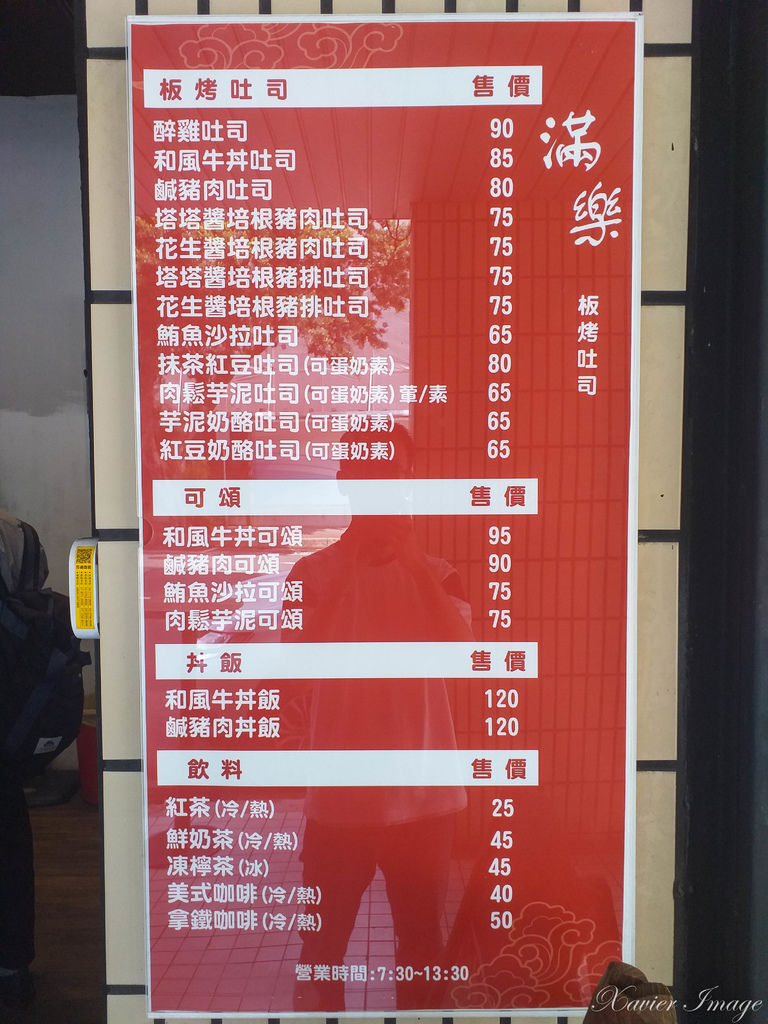 板烤吐司 售價
醉雞吐司 90
和風牛丼吐司 85
鹹豬肉吐司 80
塔塔醬培根豬肉吐司 75
花生醬培根豬肉吐司 75
塔塔醬培根豬排吐司 75
花生醬培根豬排吐司 75
鮪魚沙拉吐司 65
抹茶紅豆吐司(可蛋奶素) 80
肉鬆芋泥吐司(可蛋奶素)葷/素 65
芋泥奶酪吐司(可蛋奶素) 65
紅豆奶酪吐司(可蛋奶素) 65
可頌 售價
和風牛丼可頌 95
鹹豬肉可頌 90
鮪魚沙拉可頌 75
肉鬆芋泥可頌 75
丼飯 售價
和風牛丼飯 120
鹹豬肉丼飯 120
飲料 售價
紅茶(冷/熱) 25
鮮奶茶(冷/熱) 45
凍檸茶(冰) 45
美式咖啡(冷/熱) 40
拿鐵咖啡(冷/熱) 50
營業時間:7:30~13:30
滿樂
板烤吐司
Xavier Image